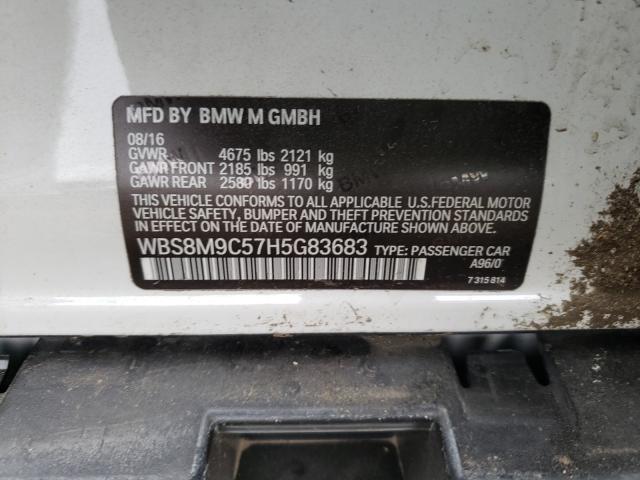 MFD BY BMW M GMBH
08/16
GVWR 4675 lbs 2121 kg
GAWR FRONT 2185 lbs 991 kg
GAWR REAR 2580 lbs 1170 kg
THIS VEHICLE CONFORMS TO ALL APPLICABLE U.S.FEDERAL MOTOR
VEHICLE SAFETY, BUMPER AND THEFT PREVENTION STANDARDS
IN EFFECT ON THE DATE OF MANUFACTURE SHOWN ABOVE.
WBS8M9C57H5G83683 TYPE: PASSENGER CAR
A96/0
7 315 814